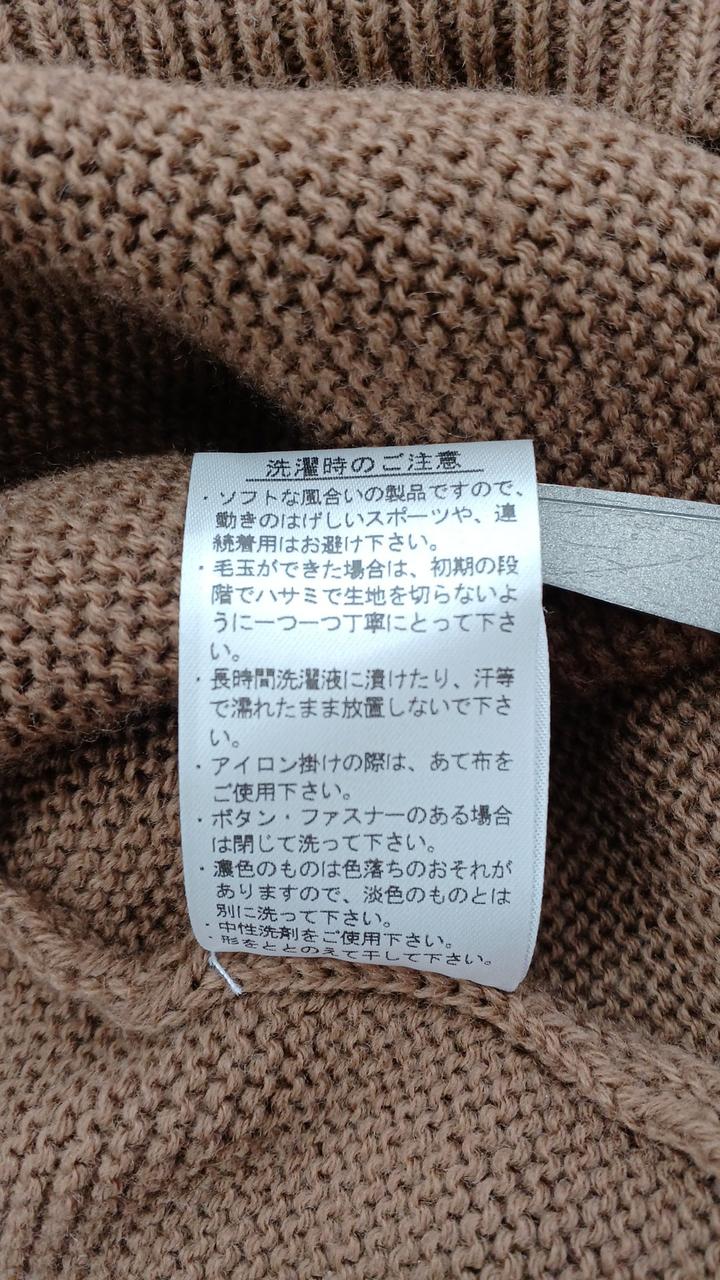 洗濯時のご注意
・ソフトな風合いの製品ですので、
動きのはげしいスポーツや、連
続着用はお避け下さい。
・毛玉ができた場合は、初期の段
階でハサミで生地を切らないよ
うに一つ一つ丁寧にとって下さ
い。
・長時間洗濯液に漬けたり、汗等
で濡れたまま放置しないで下さ
い。
・アイロン掛けの際は、あて布を
ご使用下さい。
・ボタン・ファスナーのある場合
は閉じて洗って下さい。
・濃色のものは色落ちのおそれが
ありますので、淡色のものとは
別に洗って下さい。
・中性洗剤をご使用下さい。
・形をととのえて干して下さい。